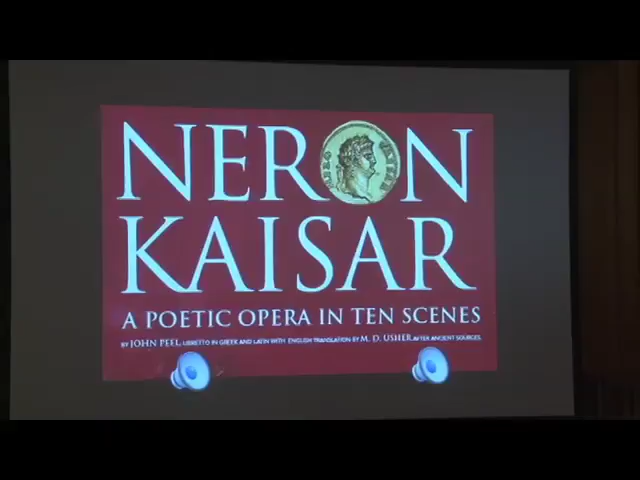 NERON
KAISAR
A POETIC OPERA IN TEN SCENES
BY JOHN PEEL, LIBRETTO IN GREEK AND LATIN WITH ENGLISH TRANSLATION BY M. D. USHER AFTER ANCIENT SOURCES.